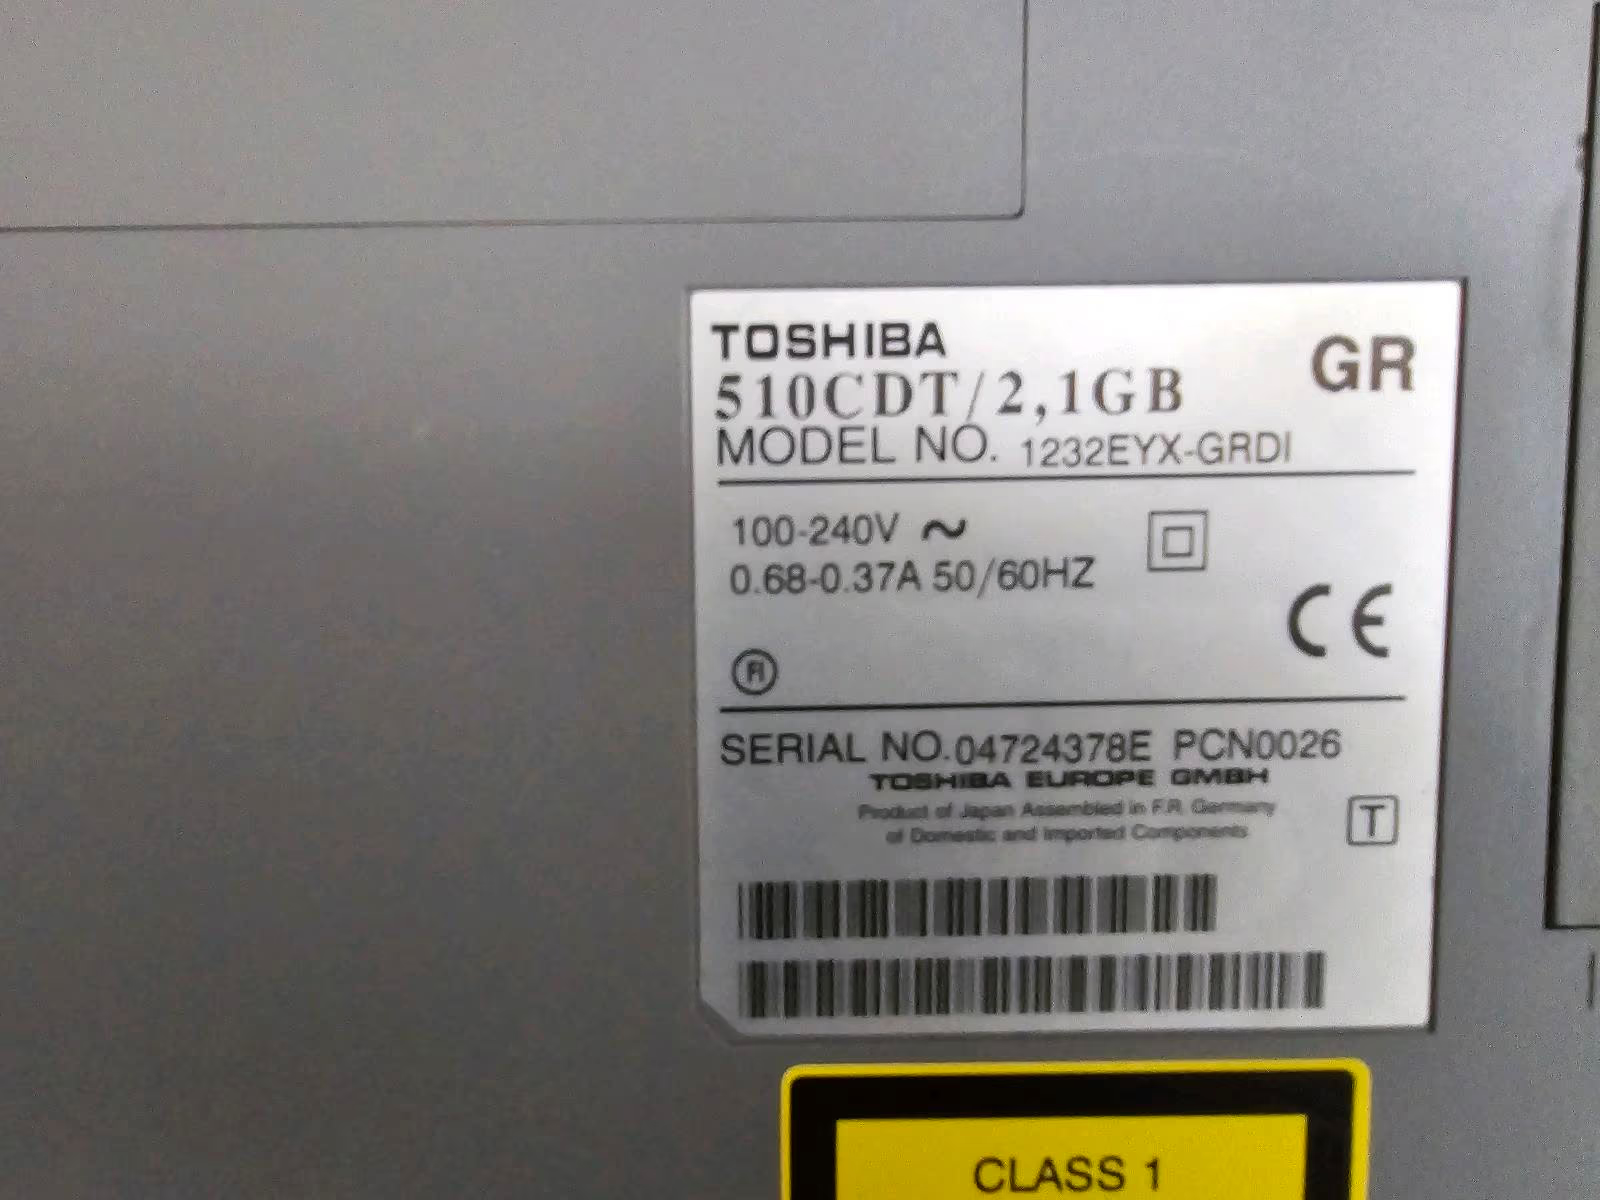 TOSHIBA
GR
510CDT/2,1GB
MODEL NO. 1232EYX-GRDI
100-240V ~
0.68-0.37A 50/60HZ
CE
SERIAL NO.04724378E PCN0026
TOSHIBA EUROPE GMBH
Product of Japan Assembled in F.R. Germany
of Domestic and Imported Components
T
CLASS 1